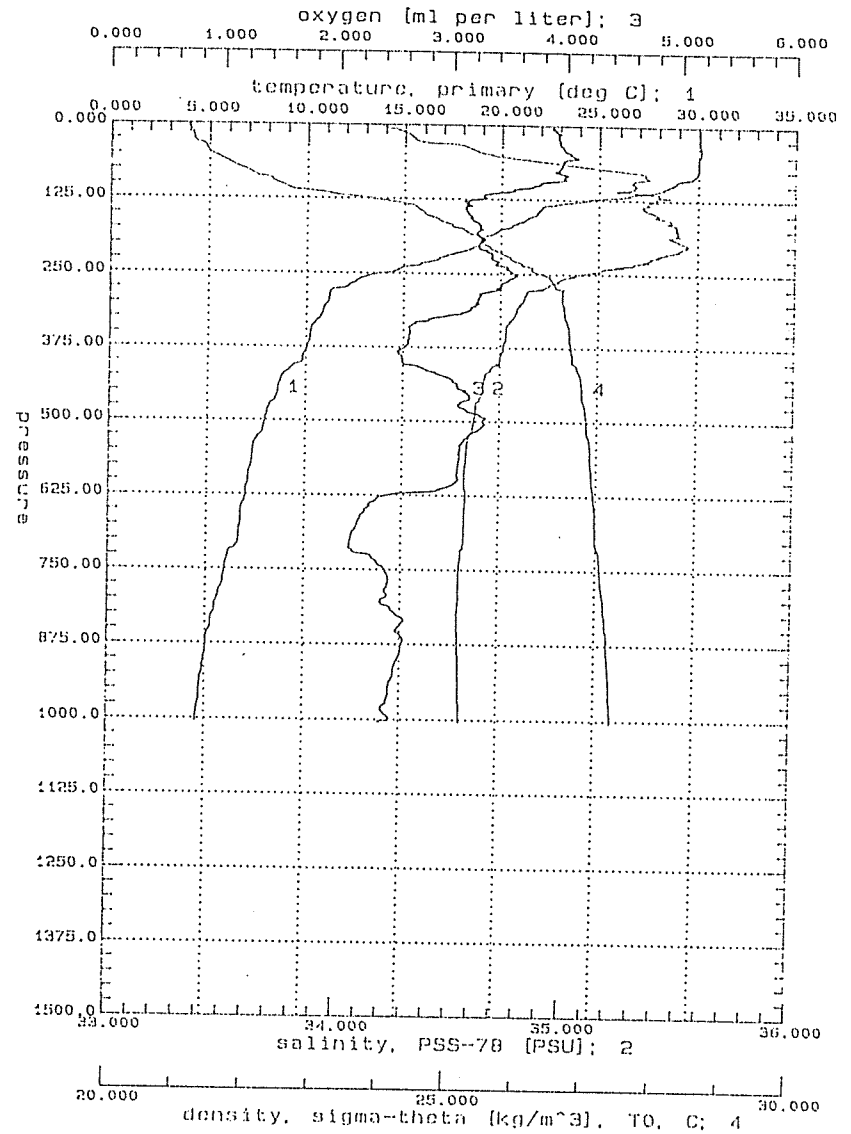 oxygen [ml per liter]; 3
0.000 1.000 2.000 3.000 4.000 5.000 6.000
temperature, primary [deg C]; 1
0.000 5.000 10.000 15.000 20.000 25.000 30.000 35.000
0.000
125.00
250.00
375.00
1 3 2 4
500.00
pressure
625.00
750.00
875.00
1000.0
1125.0
1250.0
1375.0
1500.0
33.000 34.000 35.000 36.000
salinity, PSS-78 [PSU]; 2
20.000 25.000 30.000
density, sigma-theta [kg/m^3], T0, C; 4